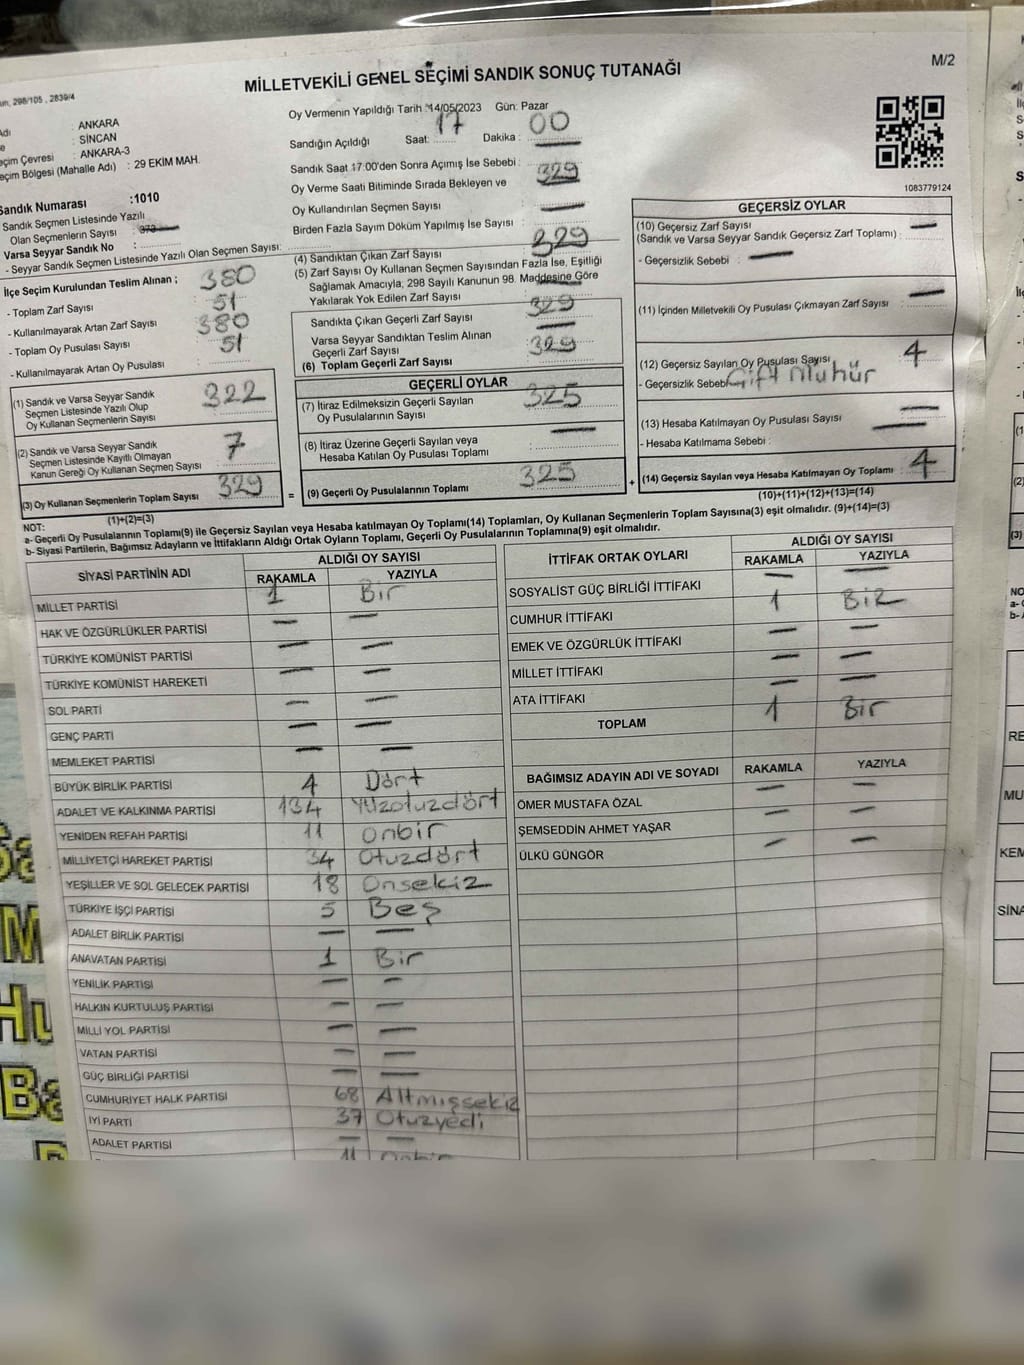 MİLLETVEKİLİ GENEL SEÇİMİ SANDIK SONUÇ TUTANAĞI
M/2
298/105 , 2839/4
ANKARA
SİNCAN
eçim Çevresi : ANKARA-3
eçim Bölgesi (Mahalle Adı) : 29 EKİM MAH.
Sandık Numarası :1010
Sandık Seçmen Listesinde Yazılı
Olan Seçmenlerin Sayısı : 373
Varsa Seyyar Sandık No :
- Seyyar Sandık Seçmen Listesinde Yazılı Olan Seçmen Sayısı:
İlçe Seçim Kurulundan Teslim Alınan ;
- Toplam Zarf Sayısı 380
- Kullanılmayarak Artan Zarf Sayısı 51
- Toplam Oy Pusulası Sayısı 380
- Kullanılmayarak Artan Oy Pusulası 51
(1) Sandık ve Varsa Seyyar Sandık
Seçmen Listesinde Yazılı Olup
Oy Kullanan Seçmenlerin Sayısı 322
(2) Sandık ve Varsa Seyyar Sandık
Seçmen Listesinde Kayıtlı Olmayan
Kanun Gereği Oy Kullanan Seçmen Sayısı 7
(3) Oy Kullanan Seçmenlerin Toplam Sayısı 329
(1)+(2)=(3)
Oy Vermenin Yapıldığı Tarih : 14/05/2023 Gün: Pazar
Sandığın Açıldığı Saat: 17 Dakika : 00
Sandık Saat 17:00'den Sonra Açımış İse Sebebi :
Oy Verme Saati Bitiminde Sırada Bekleyen ve
Oy Kullandırılan Seçmen Sayısı 329
Birden Fazla Sayım Döküm Yapılmış İse Sayısı : —
(4) Sandıktan Çıkan Zarf Sayısı 329
(5) Zarf Sayısı Oy Kullanan Seçmen Sayısından Fazla İse, Eşitliği
Sağlamak Amacıyla; 298 Sayılı Kanunun 98. Maddesine Göre
Yakılarak Yok Edilen Zarf Sayısı —
Sandıkta Çıkan Geçerli Zarf Sayısı 329
Varsa Seyyar Sandıktan Teslim Alınan
Geçerli Zarf Sayısı —
(6) Toplam Geçerli Zarf Sayısı 329
GEÇERLİ OYLAR
(7) İtiraz Edilmeksizin Geçerli Sayılan
Oy Pusulalarının Sayısı 325
(8) İtiraz Üzerine Geçerli Sayılan veya
Hesaba Katılan Oy Pusulası Toplamı —
= (9) Geçerli Oy Pusulalarının Toplamı 325
1083779124
GEÇERSİZ OYLAR
(10) Geçersiz Zarf Sayısı —
(Sandık ve Varsa Seyyar Sandık Geçersiz Zarf Toplamı) :
- Geçersizlik Sebebi : —
(11) İçinden Milletvekili Oy Pusulası Çıkmayan Zarf Sayısı —
(12) Geçersiz Sayılan Oy Pusulası Sayısı 4
- Geçersizlik Sebebi Çift Mühür
(13) Hesaba Katılmayan Oy Pusulası Sayısı —
- Hesaba Katılmama Sebebi : —
+ (14) Geçersiz Sayılan veya Hesaba Katılmayan Oy Toplamı 4
(10)+(11)+(12)+(13)=(14)
NOT:
a- Geçerli Oy Pusulalarının Toplamı(9) ile Geçersiz Sayılan veya Hesaba katılmayan Oy Toplamı(14) Toplamları, Oy Kullanan Seçmenlerin Toplam Sayısına(3) eşit olmalıdır. (9)+(14)=(3)
b- Siyasi Partilerin, Bağımsız Adayların ve İttifakların Aldığı Ortak Oyların Toplamı, Geçerli Oy Pusulalarının Toplamına(9) eşit olmalıdır.
SİYASİ PARTİNİN ADI ALDIĞI OY SAYISI
RAKAMLA YAZIYLA
MİLLET PARTİSİ 1 Bir
HAK VE ÖZGÜRLÜKLER PARTİSİ — —
TÜRKİYE KOMÜNİST PARTİSİ — —
TÜRKİYE KOMÜNİST HAREKETİ — —
SOL PARTİ — —
GENÇ PARTİ — —
MEMLEKET PARTİSİ — —
BÜYÜK BİRLİK PARTİSİ 4 Dört
ADALET VE KALKINMA PARTİSİ 134 Yüzotuzdört
YENİDEN REFAH PARTİSİ 11 onbir
MİLLİYETÇİ HAREKET PARTİSİ 34 Otuzdört
YEŞİLLER VE SOL GELECEK PARTİSİ 18 Onsekiz
TÜRKİYE İŞÇİ PARTİSİ 5 Beş
ADALET BİRLİK PARTİSİ — —
ANAVATAN PARTİSİ 1 Bir
YENİLİK PARTİSİ — —
HALKIN KURTULUŞ PARTİSİ — —
MİLLİ YOL PARTİSİ — —
VATAN PARTİSİ — —
GÜÇ BİRLİĞİ PARTİSİ — —
CUMHURİYET HALK PARTİSİ 68 Altmışsekiz
İYİ PARTİ 37 Otuzyedi
ADALET PARTİSİ — —
11 Onbir
İTTİFAK ORTAK OYLARI ALDIĞI OY SAYISI
RAKAMLA YAZIYLA
SOSYALİST GÜÇ BİRLİĞİ İTTİFAKI — —
CUMHUR İTTİFAKI 1 BİR
EMEK VE ÖZGÜRLÜK İTTİFAKI — —
MİLLET İTTİFAKI — —
ATA İTTİFAKI — —
TOPLAM 1 Bir
BAĞIMSIZ ADAYIN ADI VE SOYADI RAKAMLA YAZIYLA
ÖMER MUSTAFA ÖZAL — —
ŞEMSEDDİN AHMET YAŞAR — —
ÜLKÜ GÜNGÖR — —